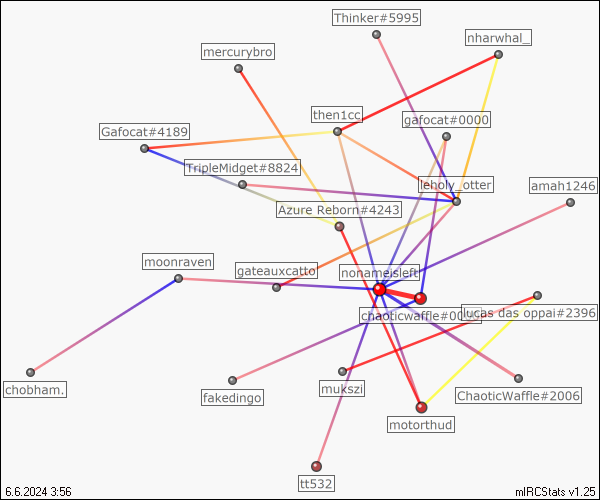 Thinker#5995
nharwhal_
mercurybro
then1cc
gafocat#0000
Gafocat#4189
TripleMidget#8824
leholy_otter
amah1246
Azure Reborn#4243
moonraven
gateauxcatto
nonameisleft
chaoticwaffle#0000
lucas das oppai#2396
chobham.
fakedingo
mukszi
ChaoticWaffle#2006
motorthud
tt532
6.6.2024 3:56
mIRCStats v1.25